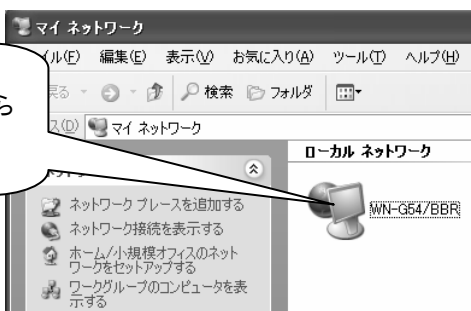 マイ ネットワーク
イル(F) 編集(E) 表示(V) お気に入り(A) ツール(T) ヘルプ(H)
戻る 検索 フォルダ
ス(D) マイ ネットワーク
ら
ローカル ネットワーク
WN-G54/BBR
ネットワーク プレースを追加する
ネットワーク接続を表示する
ホーム/小規模オフィスのネット
ワークをセットアップする
ワークグループのコンピュータを表
示する